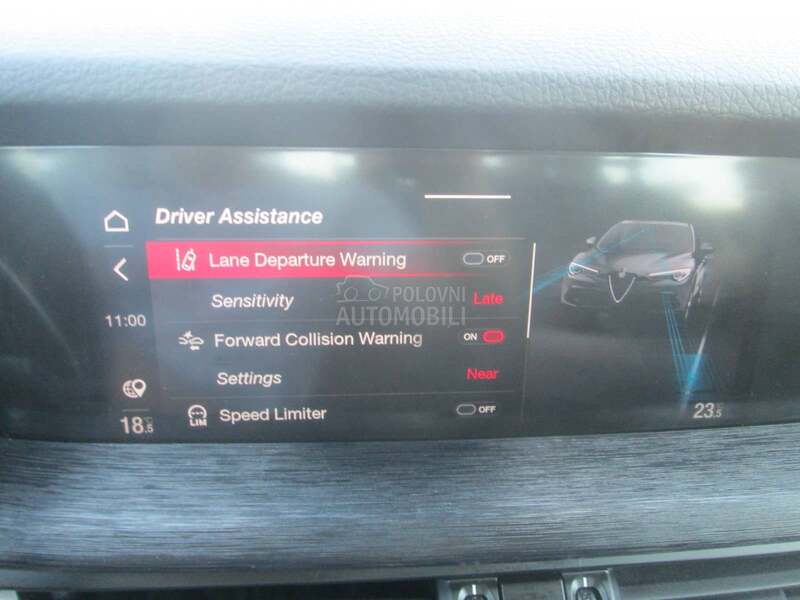 Driver Assistance
Lane Departure Warning OFF
Sensitivity Late
POLOVNI
AUTOMOBILI
11:00
Forward Collision Warning ON
Settings Near
LIM Speed Limiter OFF
18.5
23.5